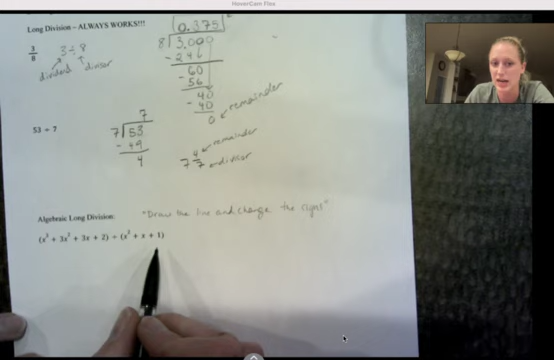 HoverCam Flex
Long Division – ALWAYS WORKS!!!
3/8 3 ÷ 8
dividend divisor
0.375
8 3.000
- 24
60
- 56
40
- 40
0 ← remainder
53 ÷ 7
7
7 53
- 49
4
7 4/7 ← remainder
← divisor
Algebraic Long Division: "Draw the line and change the signs"
(x³ + 3x² + 3x + 2) ÷ (x² + x + 1)